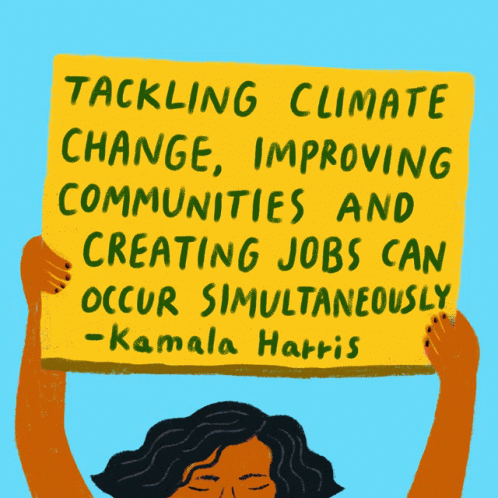 TACKLING CLIMATE
CHANGE, IMPROVING
COMMUNITIES AND
CREATING JOBS CAN
OCCUR SIMULTANEOUSLY
-Kamala Harris